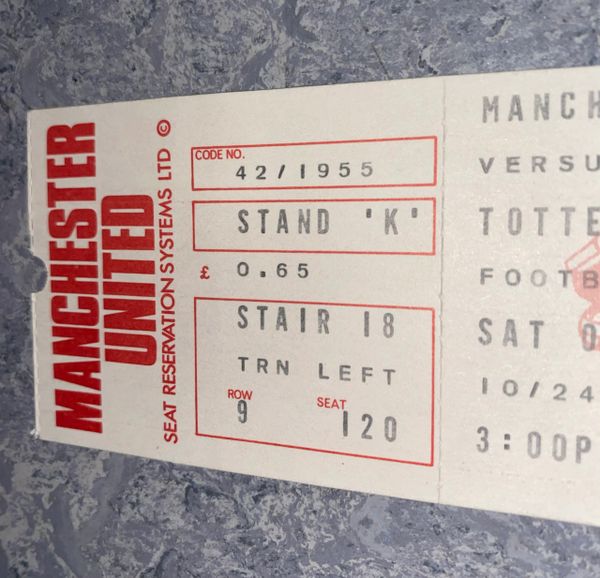 MANCHESTER
UNITED
SEAT RESERVATION SYSTEMS LTD ©
CODE NO.
42/1955
STAND 'K'
£ 0.65
STAIR 18
TRN LEFT
ROW SEAT
9 120
MANCH
VERSU
TOTTE
FOOTB
SAT O
10/24
3:00P